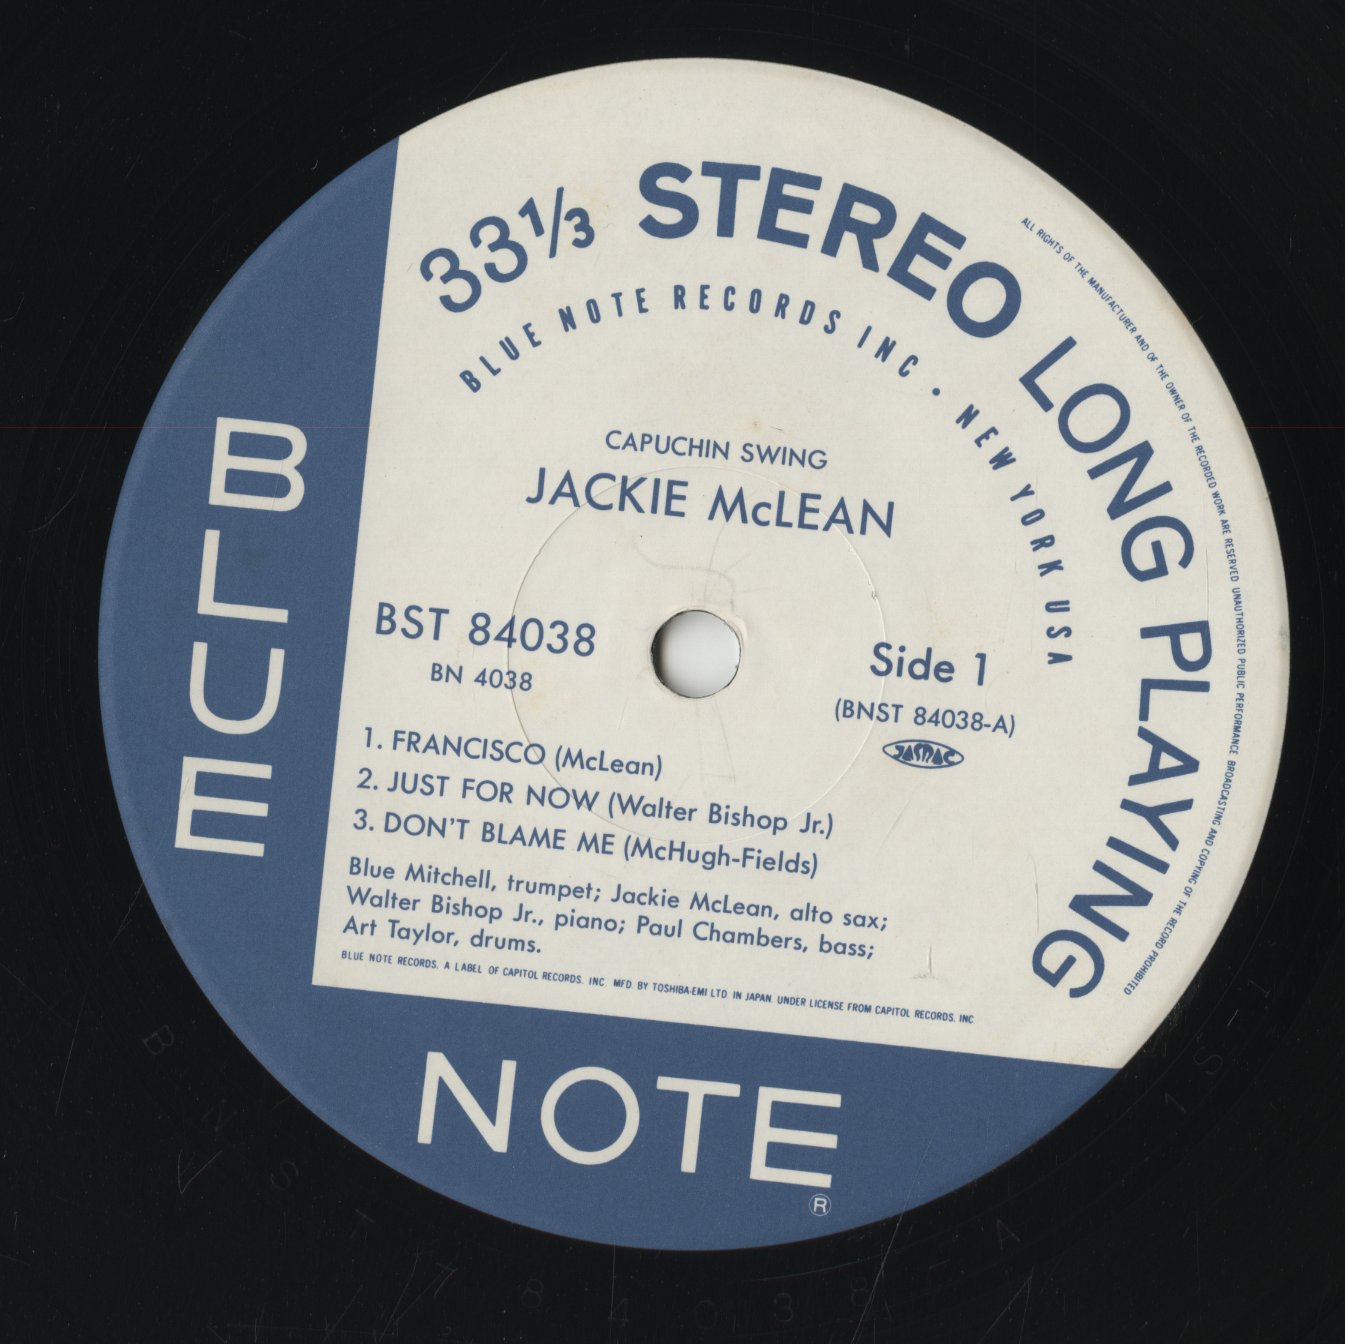 33 1/3 STEREO LONG PLAYING
BLUE NOTE RECORDS INC • NEW YORK USA
ALL RIGHTS OF THE MANUFACTURER AND OF THE OWNER OF THE RECORDED WORK ARE RESERVED UNAUTHORIZED PUBLIC PERFORMANCE BROADCASTING AND COPYING OF THE RECORD PROHIBITED
CAPUCHIN SWING
JACKIE McLEAN
BST 84038
BN 4038
Side 1
(BNST 84038-A)
JASRAC
1. FRANCISCO (McLean)
2. JUST FOR NOW (Walter Bishop Jr.)
3. DON'T BLAME ME (McHugh-Fields)
Blue Mitchell, trumpet; Jackie McLean, alto sax;
Walter Bishop Jr., piano; Paul Chambers, bass;
Art Taylor, drums.
BLUE NOTE RECORDS. A LABEL OF CAPITOL RECORDS, INC. MFD. BY TOSHIBA-EMI LTD. IN JAPAN. UNDER LICENSE FROM CAPITOL RECORDS, INC.
BLUE
NOTE
®
BNST 84038-A 1S1